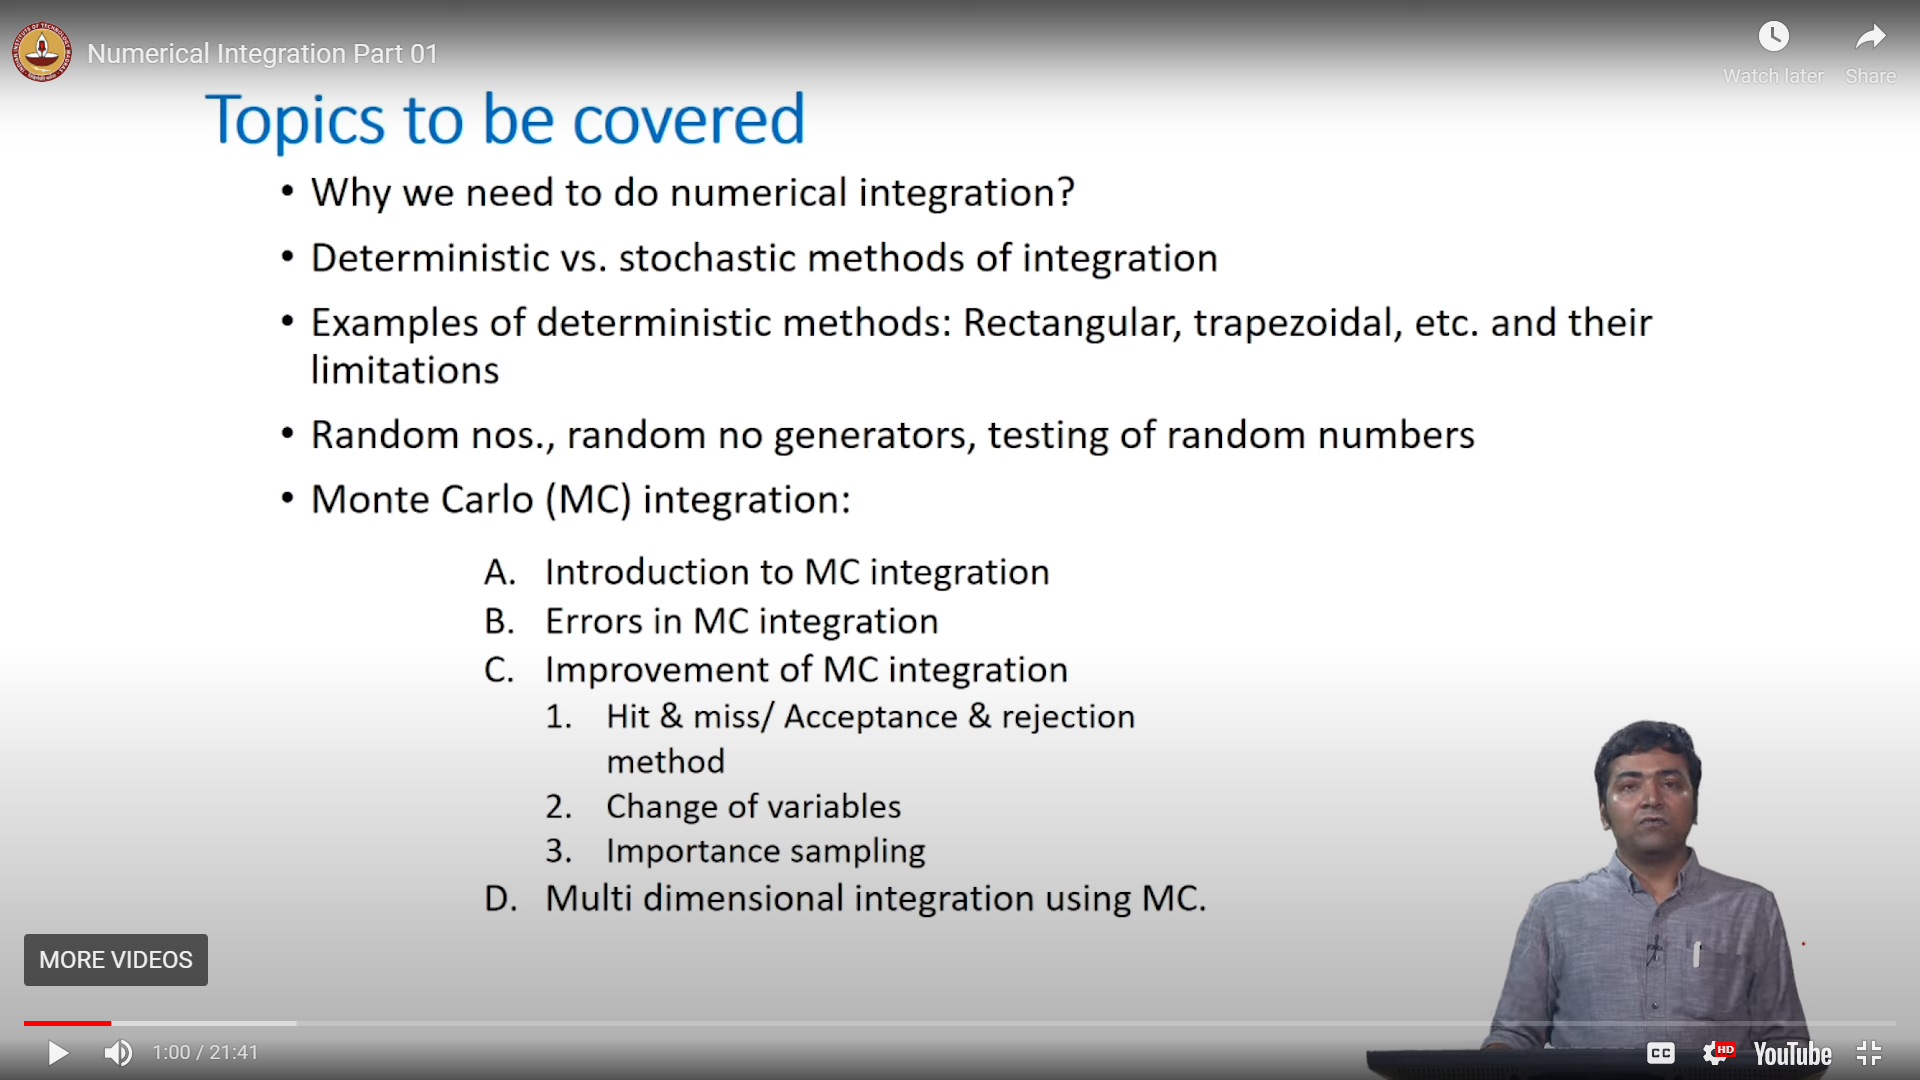 Numerical Integration Part 01
Watch later
Share
Topics to be covered
• Why we need to do numerical integration?
• Deterministic vs. stochastic methods of integration
• Examples of deterministic methods: Rectangular, trapezoidal, etc. and their
limitations
• Random nos., random no generators, testing of random numbers
• Monte Carlo (MC) integration:
A. Introduction to MC integration
B. Errors in MC integration
C. Improvement of MC integration
1. Hit & miss/ Acceptance & rejection
method
2. Change of variables
3. Importance sampling
D. Multi dimensional integration using MC.
MORE VIDEOS
1:00 / 21:41
CC
HD
YouTube